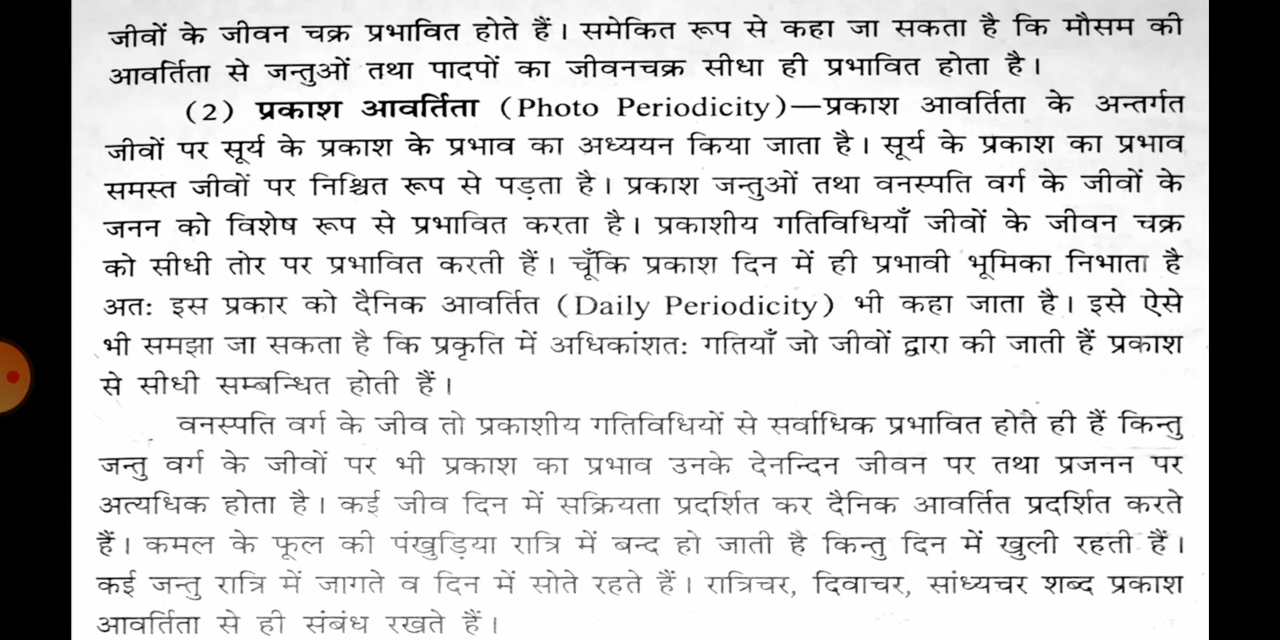 जीवों के जीवन चक्र प्रभावित होते हैं। समेकित रूप से कहा जा सकता है कि मौसम की
आवर्तिता से जन्तुओं तथा पादपों का जीवनचक्र सीधा ही प्रभावित होता है।
(2) प्रकाश आवर्तिता (Photo Periodicity)—प्रकाश आवर्तिता के अन्तर्गत
जीवों पर सूर्य के प्रकाश के प्रभाव का अध्ययन किया जाता है। सूर्य के प्रकाश का प्रभाव
समस्त जीवों पर निश्चित रूप से पड़ता है। प्रकाश जन्तुओं तथा वनस्पति वर्ग के जीवों के
जनन को विशेष रूप से प्रभावित करता है। प्रकाशीय गतिविधियाँ जीवों के जीवन चक्र
को सीधी तोर पर प्रभावित करती हैं। चूँकि प्रकाश दिन में ही प्रभावी भूमिका निभाता है
अतः इस प्रकार को दैनिक आवर्तित (Daily Periodicity) भी कहा जाता है। इसे ऐसे
भी समझा जा सकता है कि प्रकृति में अधिकांशतः गतियाँ जो जीवों द्वारा की जाती हैं प्रकाश
से सीधी सम्बन्धित होती हैं।
वनस्पति वर्ग के जीव तो प्रकाशीय गतिविधियों से सर्वाधिक प्रभावित होते ही हैं किन्तु
जन्तु वर्ग के जीवों पर भी प्रकाश का प्रभाव उनके देनन्दिन जीवन पर तथा प्रजनन पर
अत्यधिक होता है। कई जीव दिन में सक्रियता प्रदर्शित कर दैनिक आवर्तित प्रदर्शित करते
हैं। कमल के फूल की पंखुड़िया रात्रि में बन्द हो जाती है किन्तु दिन में खुली रहती हैं।
कई जन्तु रात्रि में जागते व दिन में सोते रहते हैं। रात्रिचर, दिवाचर, सांध्यचर शब्द प्रकाश
आवर्तिता से ही संबंध रखते हैं।